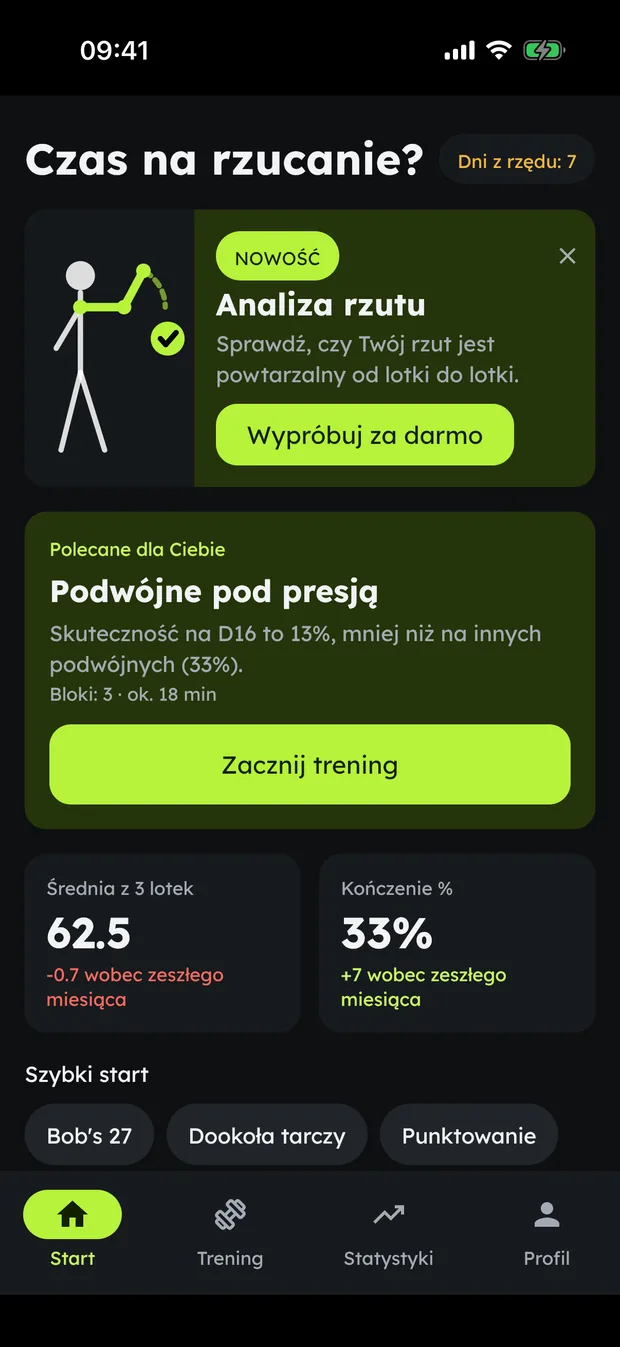 09:41
Czas na rzucanie?
Dni z rzędu: 7
NOWOŚĆ
Analiza rzutu
Sprawdź, czy Twój rzut jest
powtarzalny od lotki do lotki.
Wypróbuj za darmo
Polecane dla Ciebie
Podwójne pod presją
Skuteczność na D16 to 13%, mniej niż na innych
podwójnych (33%).
Bloki: 3 · ok. 18 min
Zacznij trening
Średnia z 3 lotek
62.5
-0.7 wobec zeszłego
miesiąca
Kończenie %
33%
+7 wobec zeszłego
miesiąca
Szybki start
Bob's 27
Dookoła tarczy
Punktowanie
Start
Trening
Statystyki
Profil